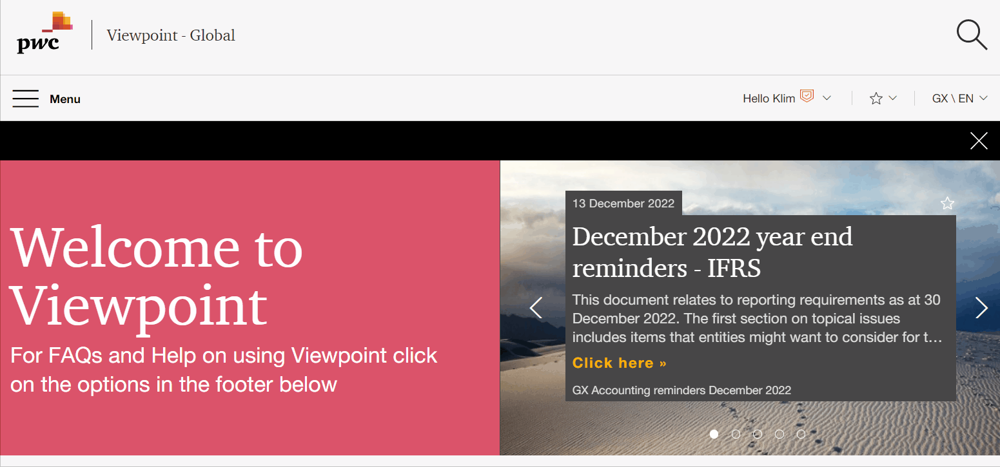 pwc
Viewpoint - Global
Menu
Hello Klim
GX \ EN
Welcome to
Viewpoint
For FAQs and Help on using Viewpoint click
on the options in the footer below
13 December 2022
December 2022 year end
reminders - IFRS
This document relates to reporting requirements as at 30
December 2022. The first section on topical issues
includes items that entities might want to consider for t...
Click here »
GX Accounting reminders December 2022